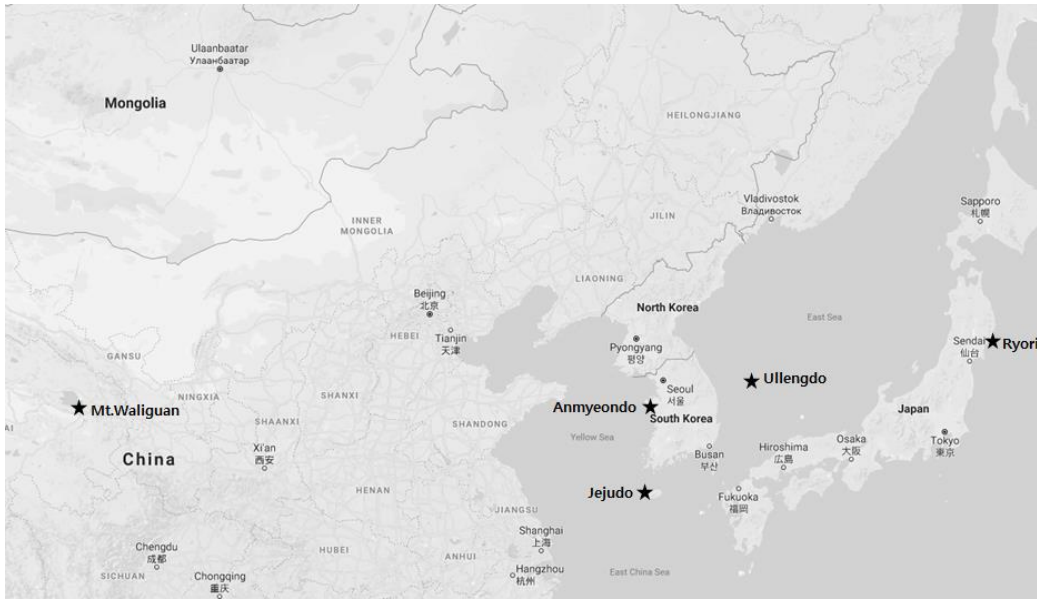 Ulaanbaatar
Улаанбаатар
Mongolia
HEILONGJIANG
Vladivostok
Владивосток
Sapporo
札幌
JILIN
INNER
MONGOLIA
LIAONING
Beijing
北京
North Korea
East Sea
Tianjin
天津
HEBEI
Pyongyang
평양
Sendai
仙台
Ryori
GANSU
Seoul
서울
Ullengdo
NINGXIA
SHANXI
Mt.Waliguan
Anmyeondo
South Korea
Japan
SHAANXI
SHANDONG
Yellow Sea
Tokyo
東京
Xi'an
西安
China
Busan
부산
Hiroshima
広島
Osaka
大阪
HENAN
Jejudo
Fukuoka
福岡
JIANGSU
Shanghai
上海
Chengdu
成都
HUBEI
ANHUI
Hangzhou
杭州
East China Sea
SICHUAN
Chongqing
重庆